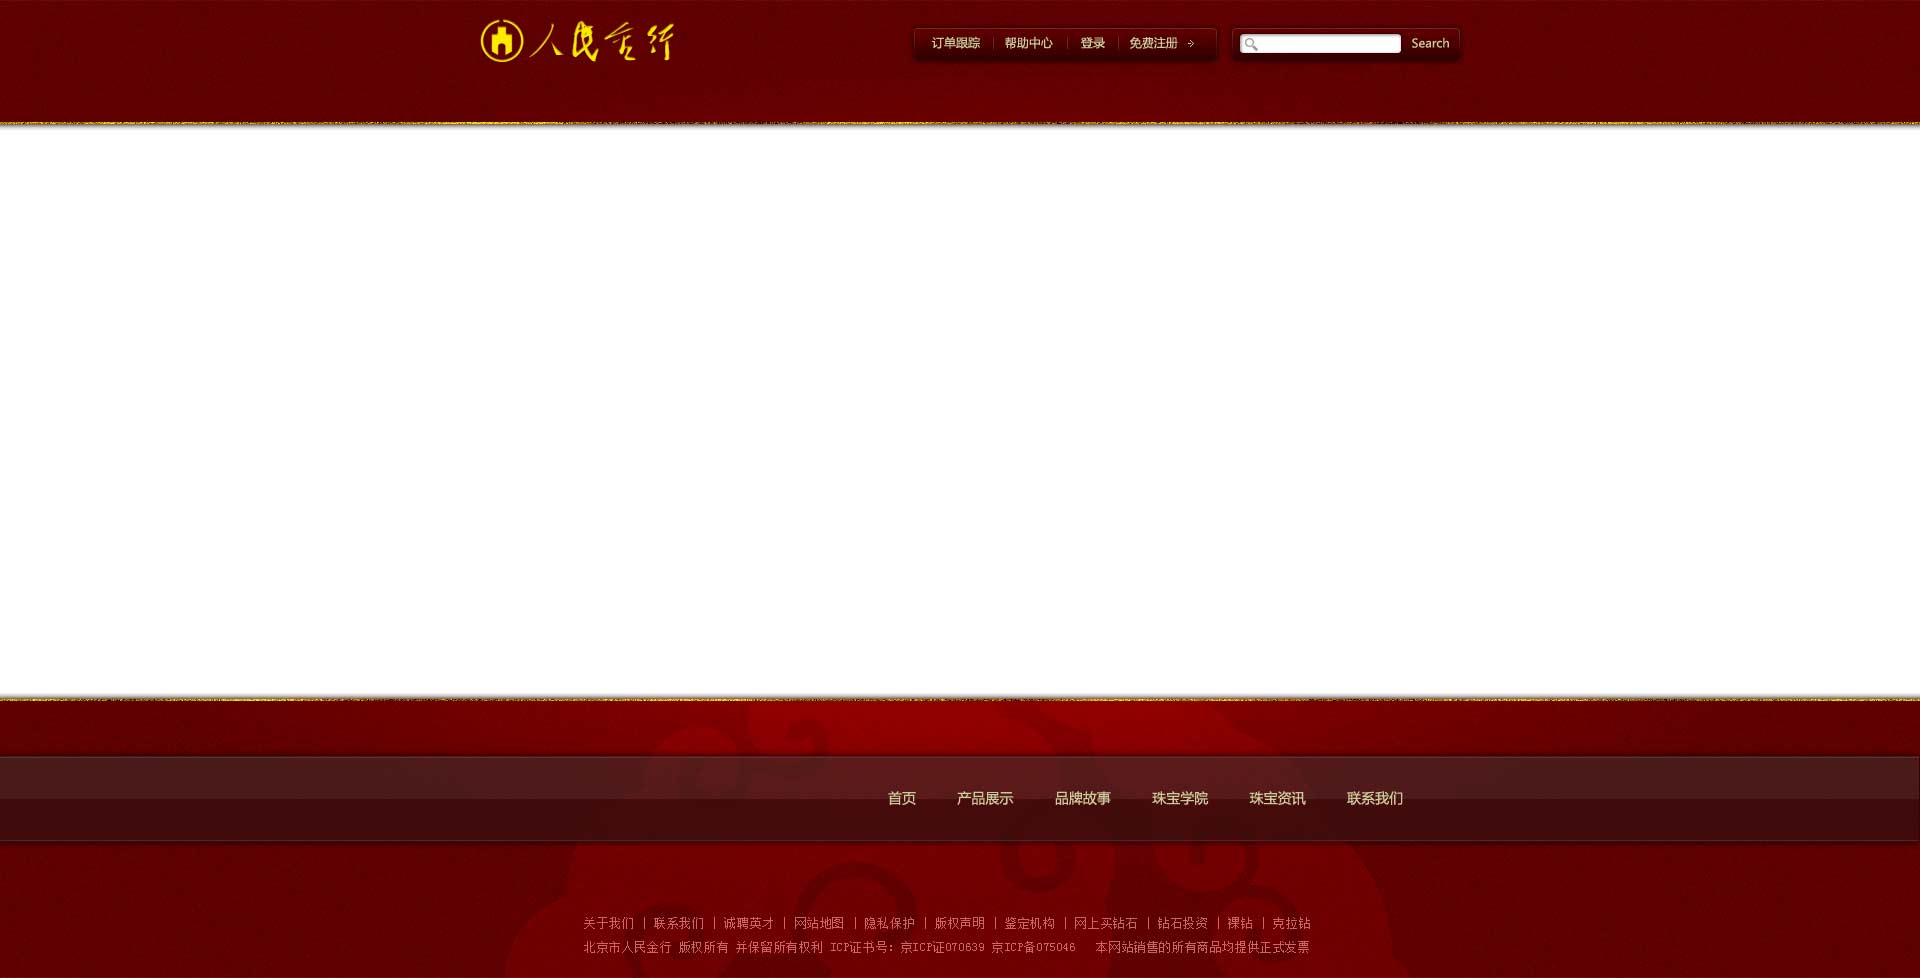 人民金行
订单跟踪 帮助中心 登录 免费注册 Search
首页 产品展示 品牌故事 珠宝学院 珠宝资讯 联系我们
关于我们 | 联系我们 | 诚聘英才 | 网站地图 | 隐私保护 | 版权声明 | 鉴定机构 | 网上买钻石 | 钻石投资 | 裸钻 | 克拉钻
北京市人民金行 版权所有 并保留所有权利 ICP证书号: 京ICP证070639 京ICP备075046 本网站销售的所有商品均提供正式发票